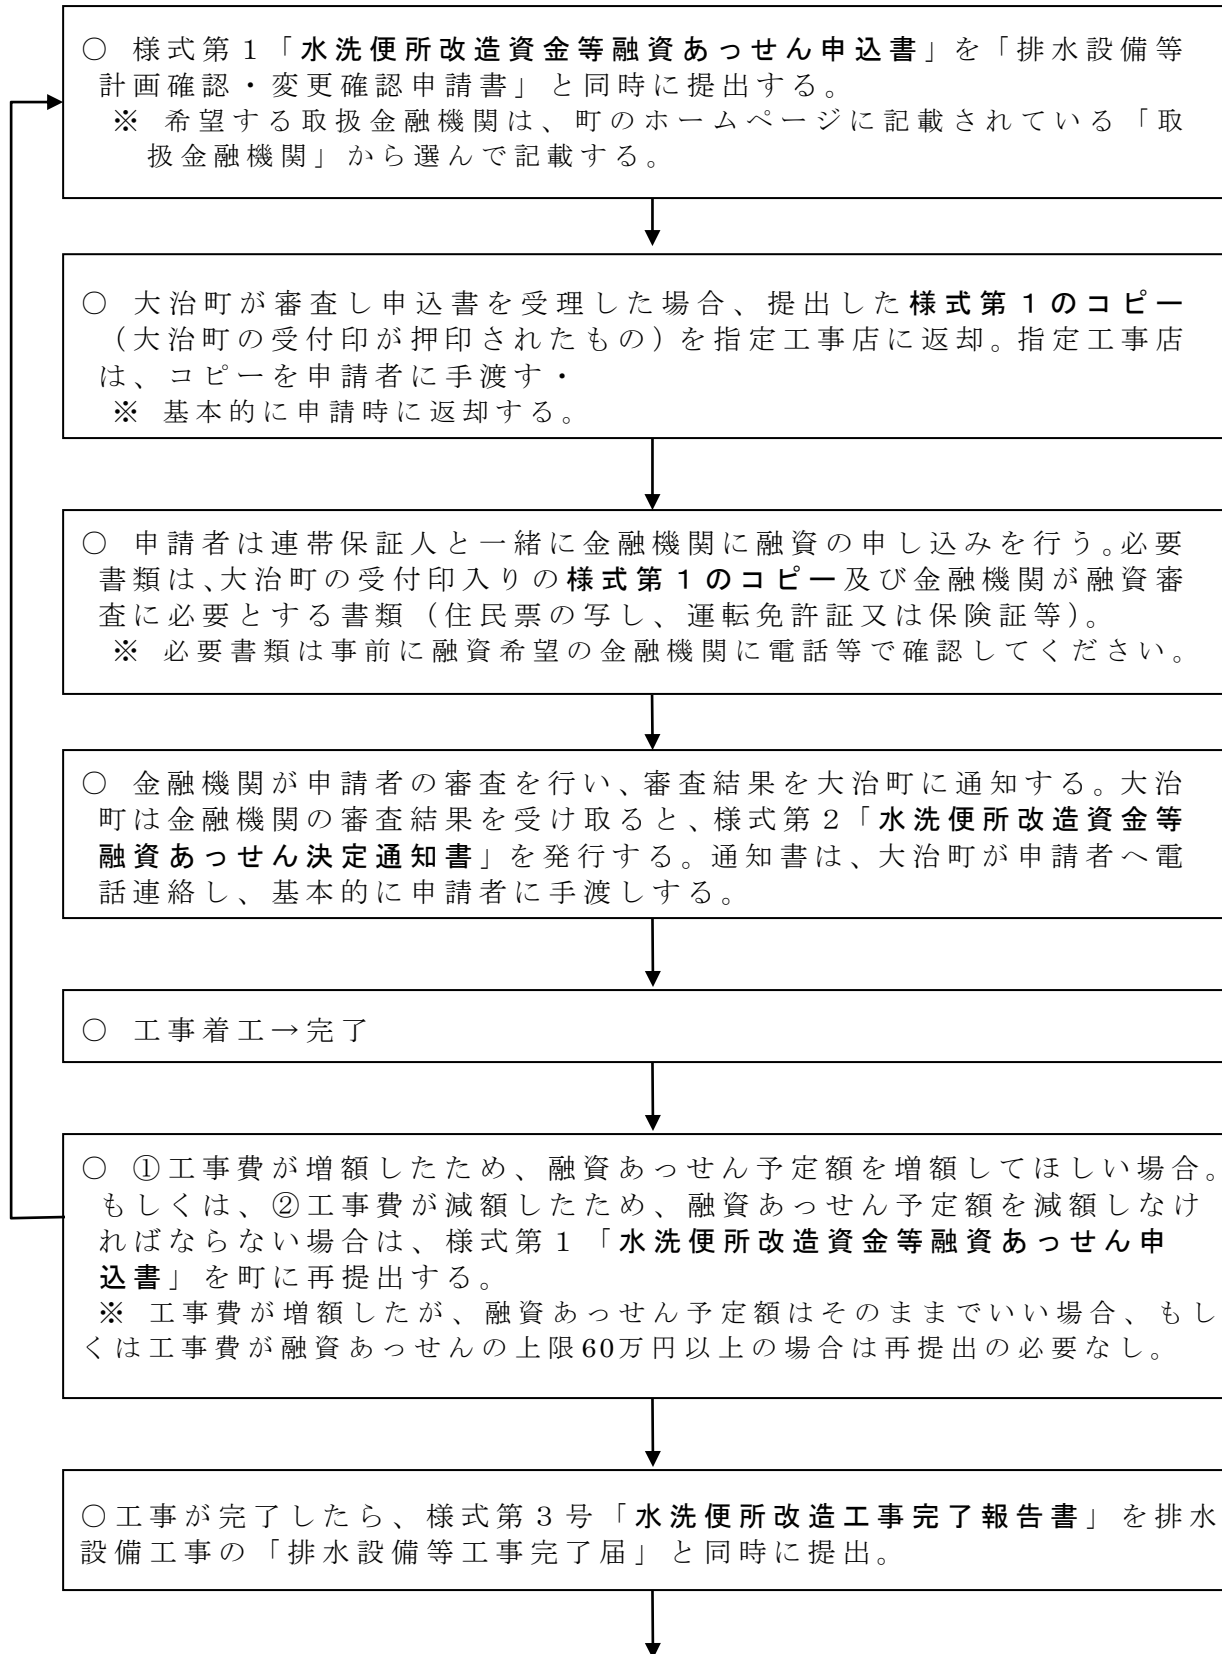 ○ 様式第１「水洗便所改造資金等融資あっせん申込書」を「排水設備等
計画確認・変更確認申請書」と同時に提出する。
※ 希望する取扱金融機関は、町のホームページに記載されている「取
扱金融機関」から選んで記載する。
○ 大治町が審査し申込書を受理した場合、提出した様式第１のコピー
（大治町の受付印が押印されたもの）を指定工事店に返却。指定工事店
は、コピーを申請者に手渡す・
※ 基本的に申請時に返却する。
○ 申請者は連帯保証人と一緒に金融機関に融資の申し込みを行う。必要
書類は、大治町の受付印入りの様式第１のコピー及び金融機関が融資審
査に必要とする書類（住民票の写し、運転免許証又は保険証等）。
※ 必要書類は事前に融資希望の金融機関に電話等で確認してください。
○ 金融機関が申請者の審査を行い、審査結果を大治町に通知する。大治
町は金融機関の審査結果を受け取ると、様式第２「水洗便所改造資金等
融資あっせん決定通知書」を発行する。通知書は、大治町が申請者へ電
話連絡し、基本的に申請者に手渡しする。
○ 工事着工→完了
○ ①工事費が増額したため、融資あっせん予定額を増額してほしい場合。
もしくは、②工事費が減額したため、融資あっせん予定額を減額しなけ
ればならない場合は、様式第１「水洗便所改造資金等融資あっせん申
込書」を町に再提出する。
※ 工事費が増額したが、融資あっせん予定額はそのままでいい場合、もし
くは工事費が融資あっせんの上限60万円以上の場合は再提出の必要なし。
○工事が完了したら、様式第３号「水洗便所改造工事完了報告書」を排水
設備工事の「排水設備等工事完了届」と同時に提出。